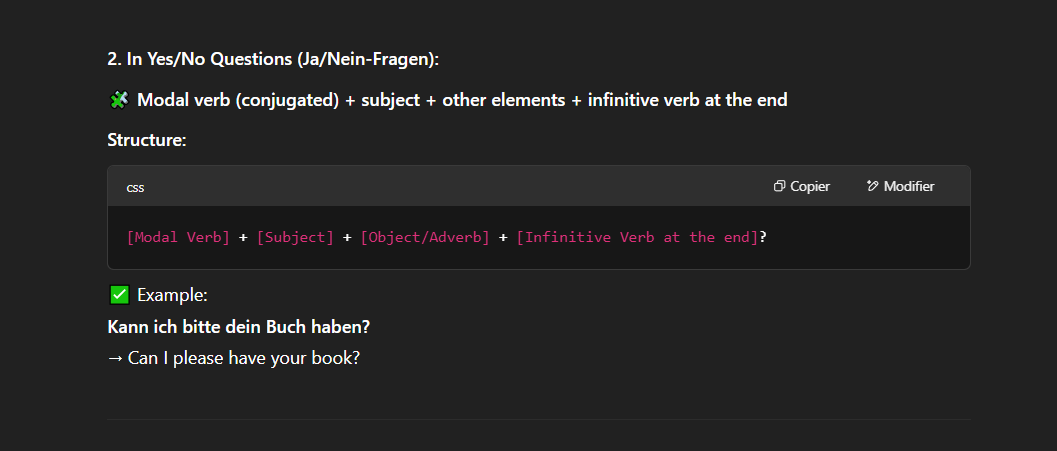 2. In Yes/No Questions (Ja/Nein-Fragen):
🧩 Modal verb (conjugated) + subject + other elements + infinitive verb at the end
Structure:
css Copier Modifier
[Modal Verb] + [Subject] + [Object/Adverb] + [Infinitive Verb at the end]?
✅ Example:
Kann ich bitte dein Buch haben?
→ Can I please have your book?